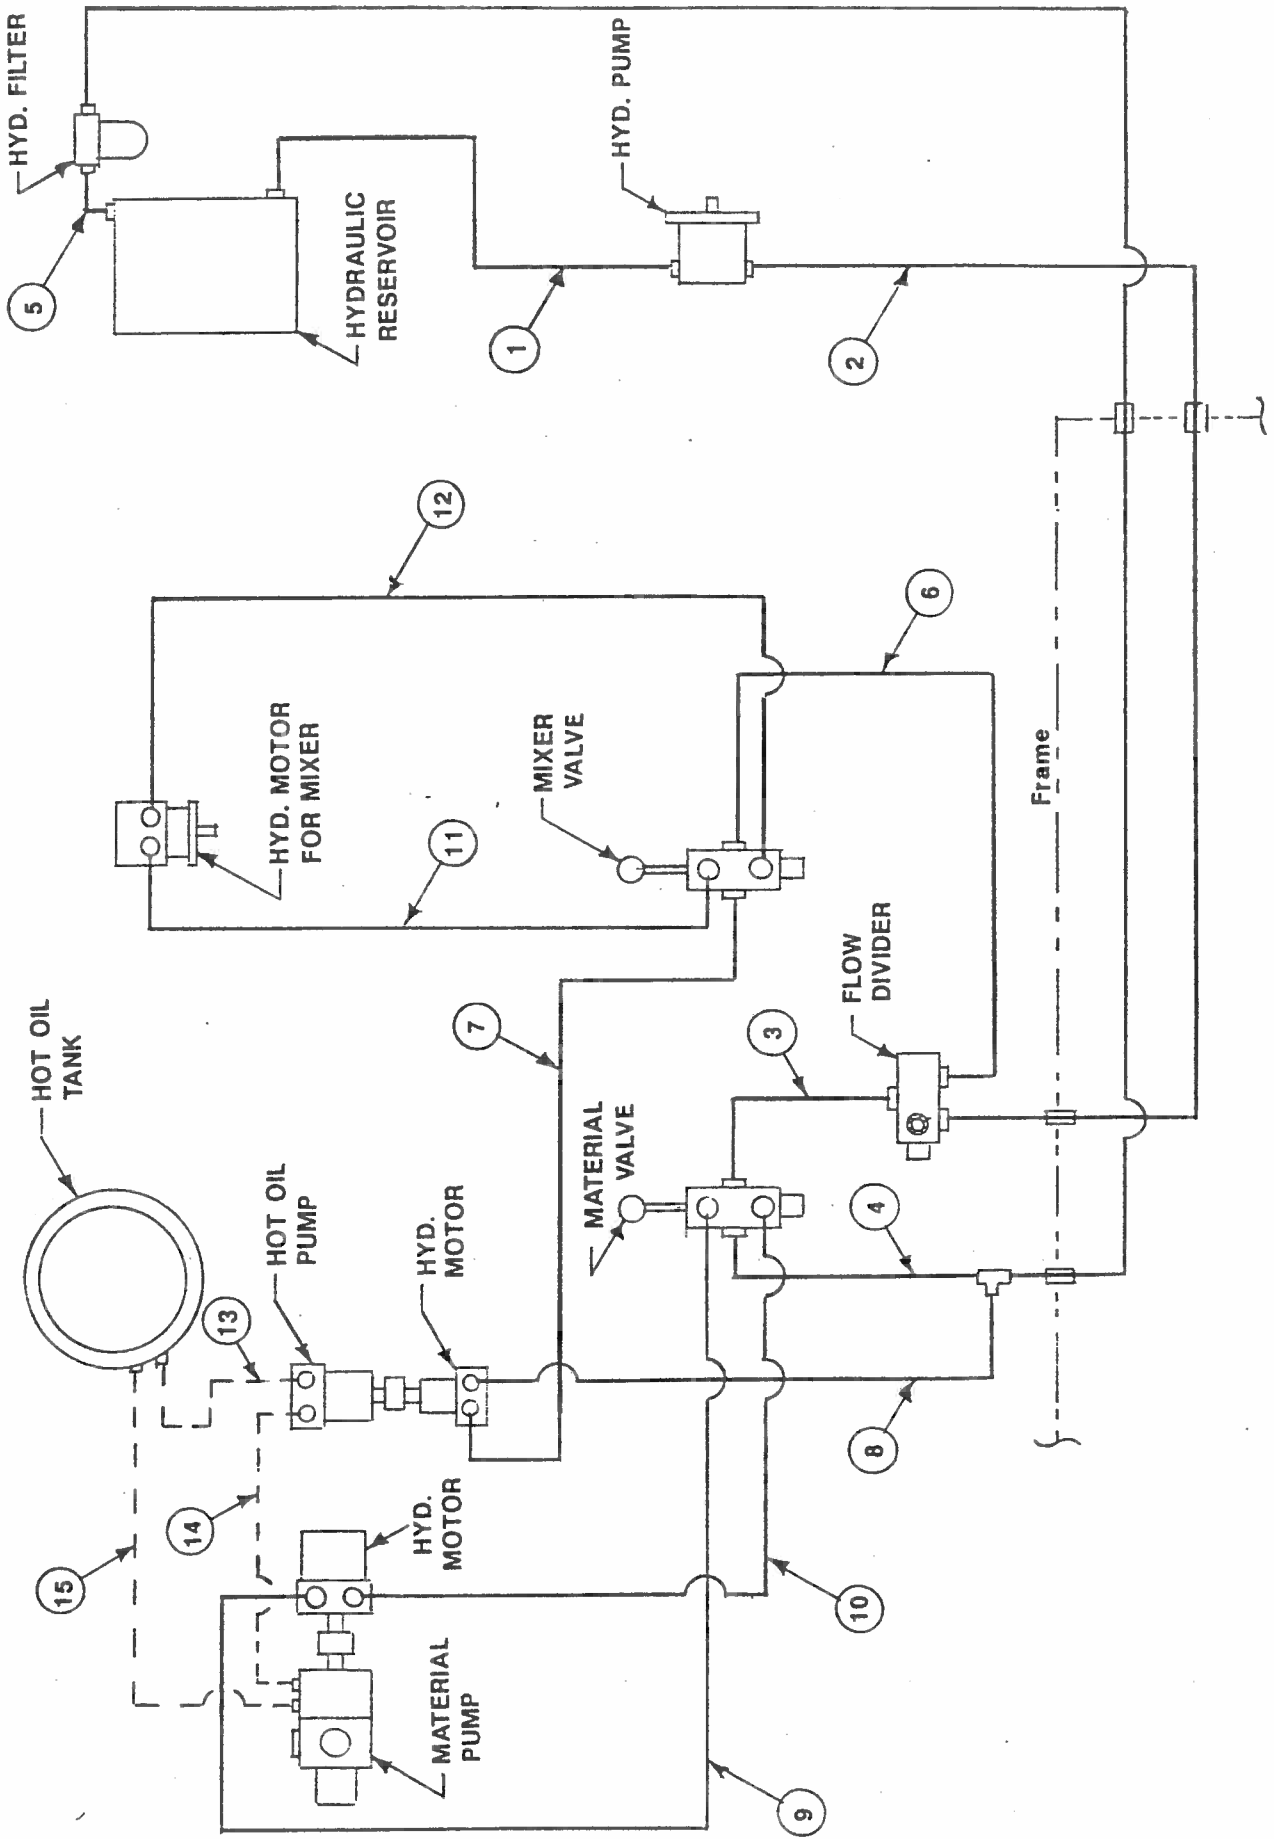 HOT OIL
TANK
15
13
14
HOT OIL
PUMP
HYD.
MOTOR
HYD.
MOTOR
MATERIAL
PUMP
9
10
8
7
MATERIAL
VALVE
4
3
FLOW
DIVIDER
HYD. MOTOR
FOR MIXER
11
12
MIXER
VALVE
6
Frame
HYD. FILTER
5
HYDRAULIC
RESERVOIR
1
HYD. PUMP
2